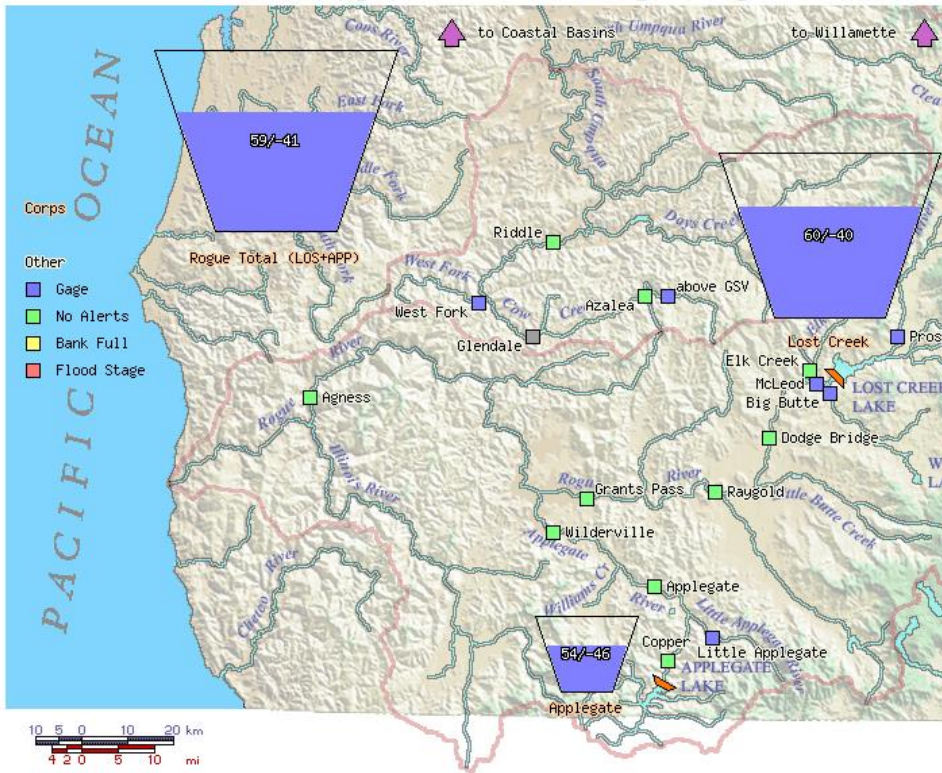 to Coastal Basins
to Willamette
Coos River
Umpqua River
South Umpqua
East Fork
59/-41
60/-40
PACIFIC OCEAN
Corps
Rogue Total (LOS+APP)
Days Creek
Riddle
West Fork
Cow
Other
Gage
No Alerts
Bank Full
Flood Stage
above GSV
Azalea
West Fork
Glendale
Lost Creek
Elk Creek
McLeod
Big Butte
LOST CREEK
LAKE
Rogue
River
Agness
Dodge Bridge
Illinois River
Rogue
River
Grants Pass
Raygold
Little Butte Creek
Wilderville
Applegate
River
Williams Cr
Applegate
Little Applegate River
Chetco River
54/-46
Copper
Little Applegate
APPLEGATE
LAKE
Applegate
10 5 0 10 20 km
4 2 0 5 10 mi